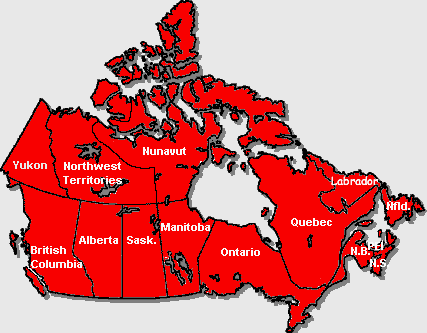 Yukon
Northwest
Territories
Nunavut
British
Columbia
Alberta
Sask.
Manitoba
Ontario
Quebec
Labrador
Nfld.
N.B.
PEI
N.S.